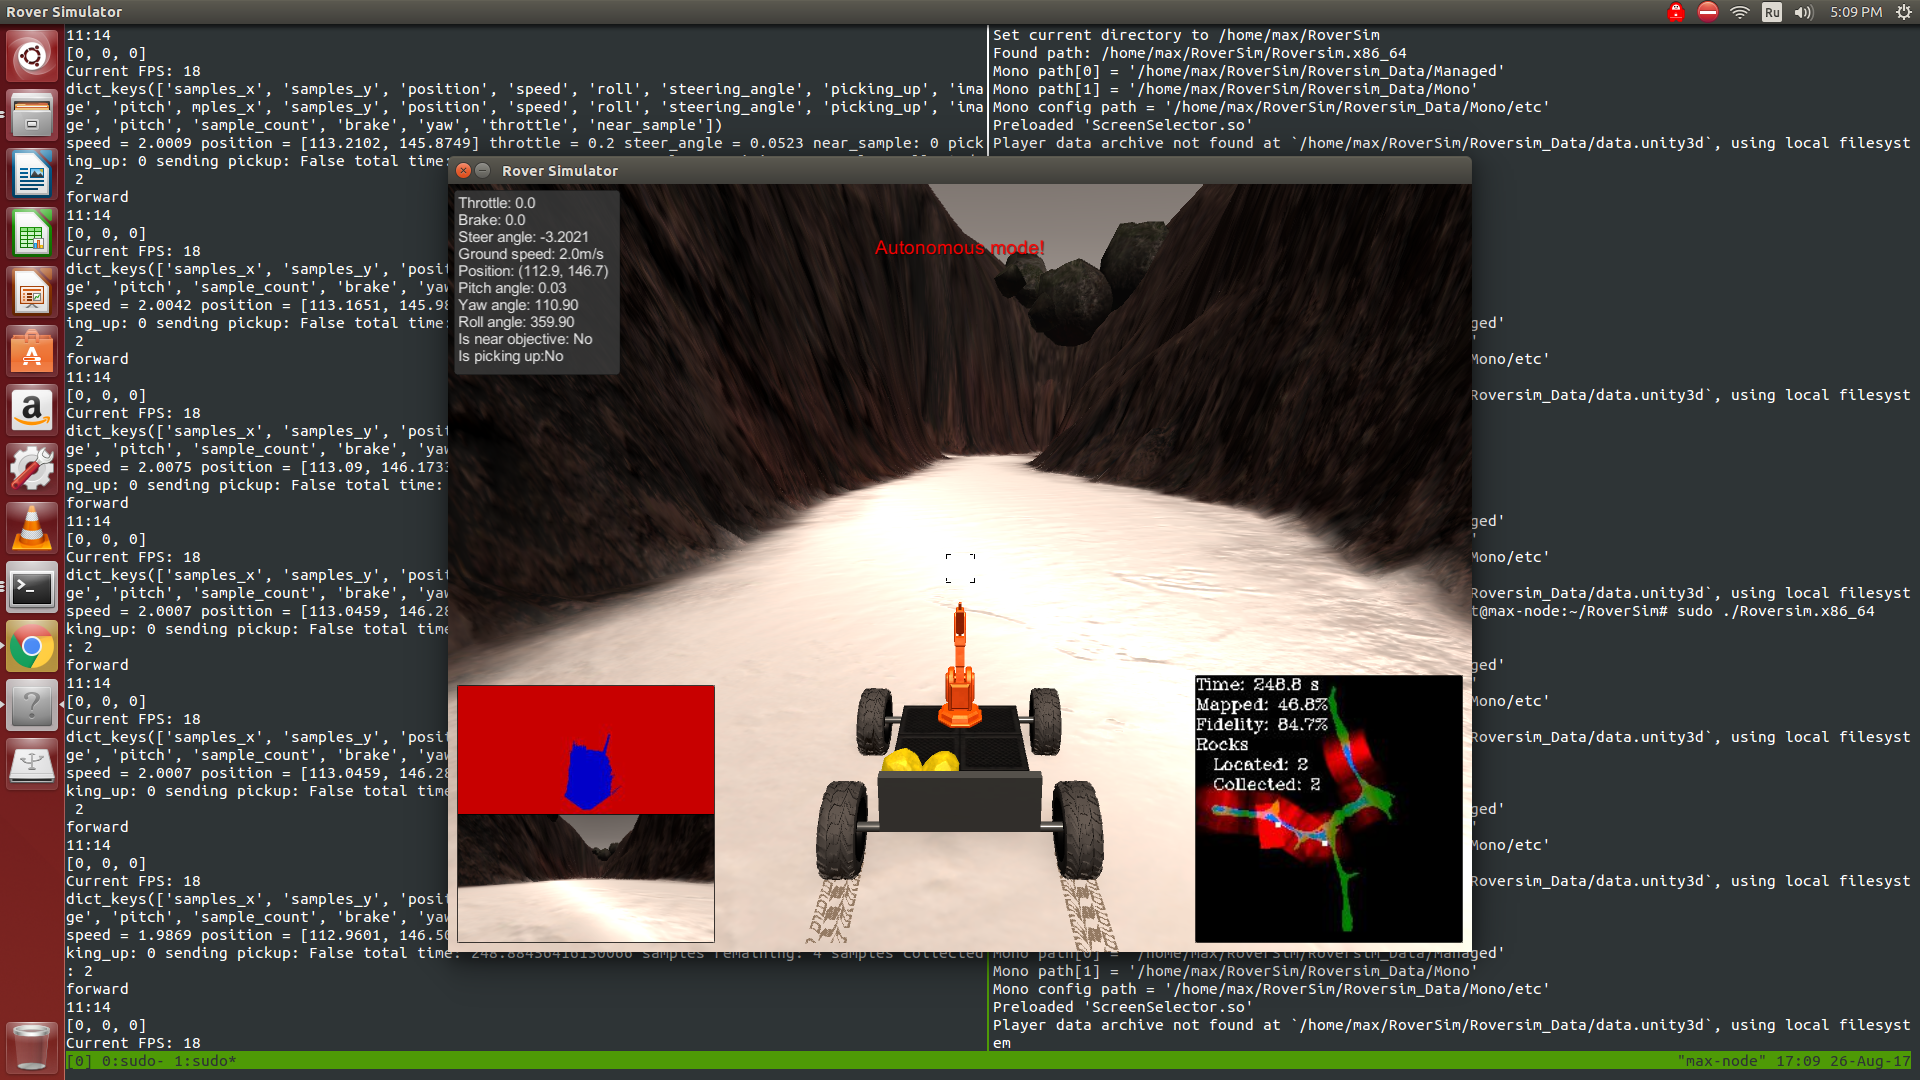 Rover Simulator
Ru
5:09 PM
11:14
[0, 0, 0]
Current FPS: 18
dict_keys(['samples_x', 'samples_y', 'position', 'speed', 'roll', 'steering_angle', 'picking_up', 'ima
ge', 'pitch', mples_x', 'samples_y', 'position', 'speed', 'roll', 'steering_angle', 'picking_up', 'ima
ge', 'pitch', 'sample_count', 'brake', 'yaw', 'throttle', 'near_sample'])
speed = 2.0009 position = [113.2102, 145.8749] throttle = 0.2 steer_angle = 0.0523 near_sample: 0 pick
ing_up: 0 sending pickup: False total time:
2
forward
11:14
[0, 0, 0]
Current FPS: 18
dict_keys(['samples_x', 'samples_y', 'posit
ge', 'pitch', 'sample_count', 'brake', 'yaw
speed = 2.0042 position = [113.1651, 145.98
ing_up: 0 sending pickup: False total time:
2
forward
11:14
[0, 0, 0]
Current FPS: 18
dict_keys(['samples_x', 'samples_y', 'posit
ge', 'pitch', 'sample_count', 'brake', 'yaw
speed = 2.0075 position = [113.09, 146.1733
ng_up: 0 sending pickup: False total time:
forward
11:14
[0, 0, 0]
Current FPS: 18
dict_keys(['samples_x', 'samples_y', 'posit
ge', 'pitch', 'sample_count', 'brake', 'yaw
speed = 2.0007 position = [113.0459, 146.28
king_up: 0 sending pickup: False total time
: 2
forward
11:14
[0, 0, 0]
Current FPS: 18
dict_keys(['samples_x', 'samples_y', 'posit
ge', 'pitch', 'sample_count', 'brake', 'yaw
speed = 2.0007 position = [113.0459, 146.28
king_up: 0 sending pickup: False total time
2
forward
11:14
[0, 0, 0]
Current FPS: 18
dict_keys(['samples_x', 'samples_y', 'posit
ge', 'pitch', 'sample_count', 'brake', 'yaw
speed = 1.9869 position = [112.9601, 146.50
king_up: 0 sending pickup: False total time: 248.88430416130066 samples remaining: 4 samples collected
: 2
forward
11:14
[0, 0, 0]
Current FPS: 18
Set current directory to /home/max/RoverSim
Found path: /home/max/RoverSim/Roversim.x86_64
Mono path[0] = '/home/max/RoverSim/Roversim_Data/Managed'
Mono path[1] = '/home/max/RoverSim/Roversim_Data/Mono'
Mono config path = '/home/max/RoverSim/Roversim_Data/Mono/etc'
Preloaded 'ScreenSelector.so'
Player data archive not found at `/home/max/RoverSim/Roversim_Data/data.unity3d`, using local filesyst
ged'
'
Mono/etc'
Roversim_Data/data.unity3d`, using local filesyst
ged'
'
Mono/etc'
Roversim_Data/data.unity3d`, using local filesyst
t@max-node:~/RoverSim# sudo ./Roversim.x86_64
ged'
Mono/etc'
Roversim_Data/data.unity3d`, using local filesyst
ged'
'
Mono/etc'
Roversim_Data/data.unity3d`, using local filesyst
Mono path[0] = '/home/max/RoverSim/Roversim_Data/Managed'
Mono path[1] = '/home/max/RoverSim/Roversim_Data/Mono'
Mono config path = '/home/max/RoverSim/Roversim_Data/Mono/etc'
Preloaded 'ScreenSelector.so'
Player data archive not found at `/home/max/RoverSim/Roversim_Data/data.unity3d`, using local filesyst
em
Rover Simulator
Throttle: 0.0
Brake: 0.0
Steer angle: -3.2021
Ground speed: 2.0m/s
Position: (112.9, 146.7)
Pitch angle: 0.03
Yaw angle: 110.90
Roll angle: 359.90
Is near objective: No
Is picking up:No
Autonomous mode!
Time: 248.8 s
Mapped: 46.8%
Fidelity: 84.7%
Rocks
Located: 2
Collected: 2
[0] 0:sudo- 1:sudo*
"max-node" 17:09 26-Aug-17